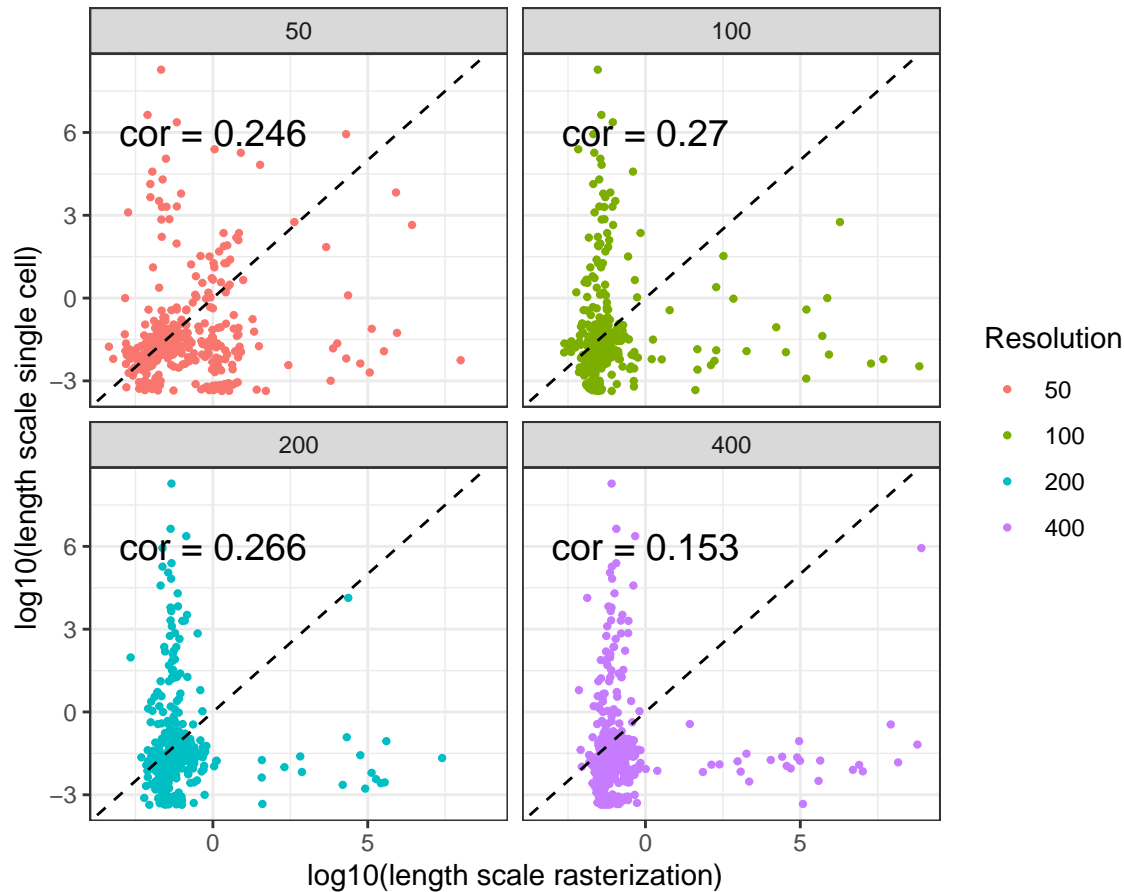 50
100
cor = 0.246
cor = 0.27
6
3
0
−3
200
400
cor = 0.266
cor = 0.153
6
3
0
−3
0
5
0
5
log10(length scale rasterization)
log10(length scale single cell)
Resolution
50
100
200
400